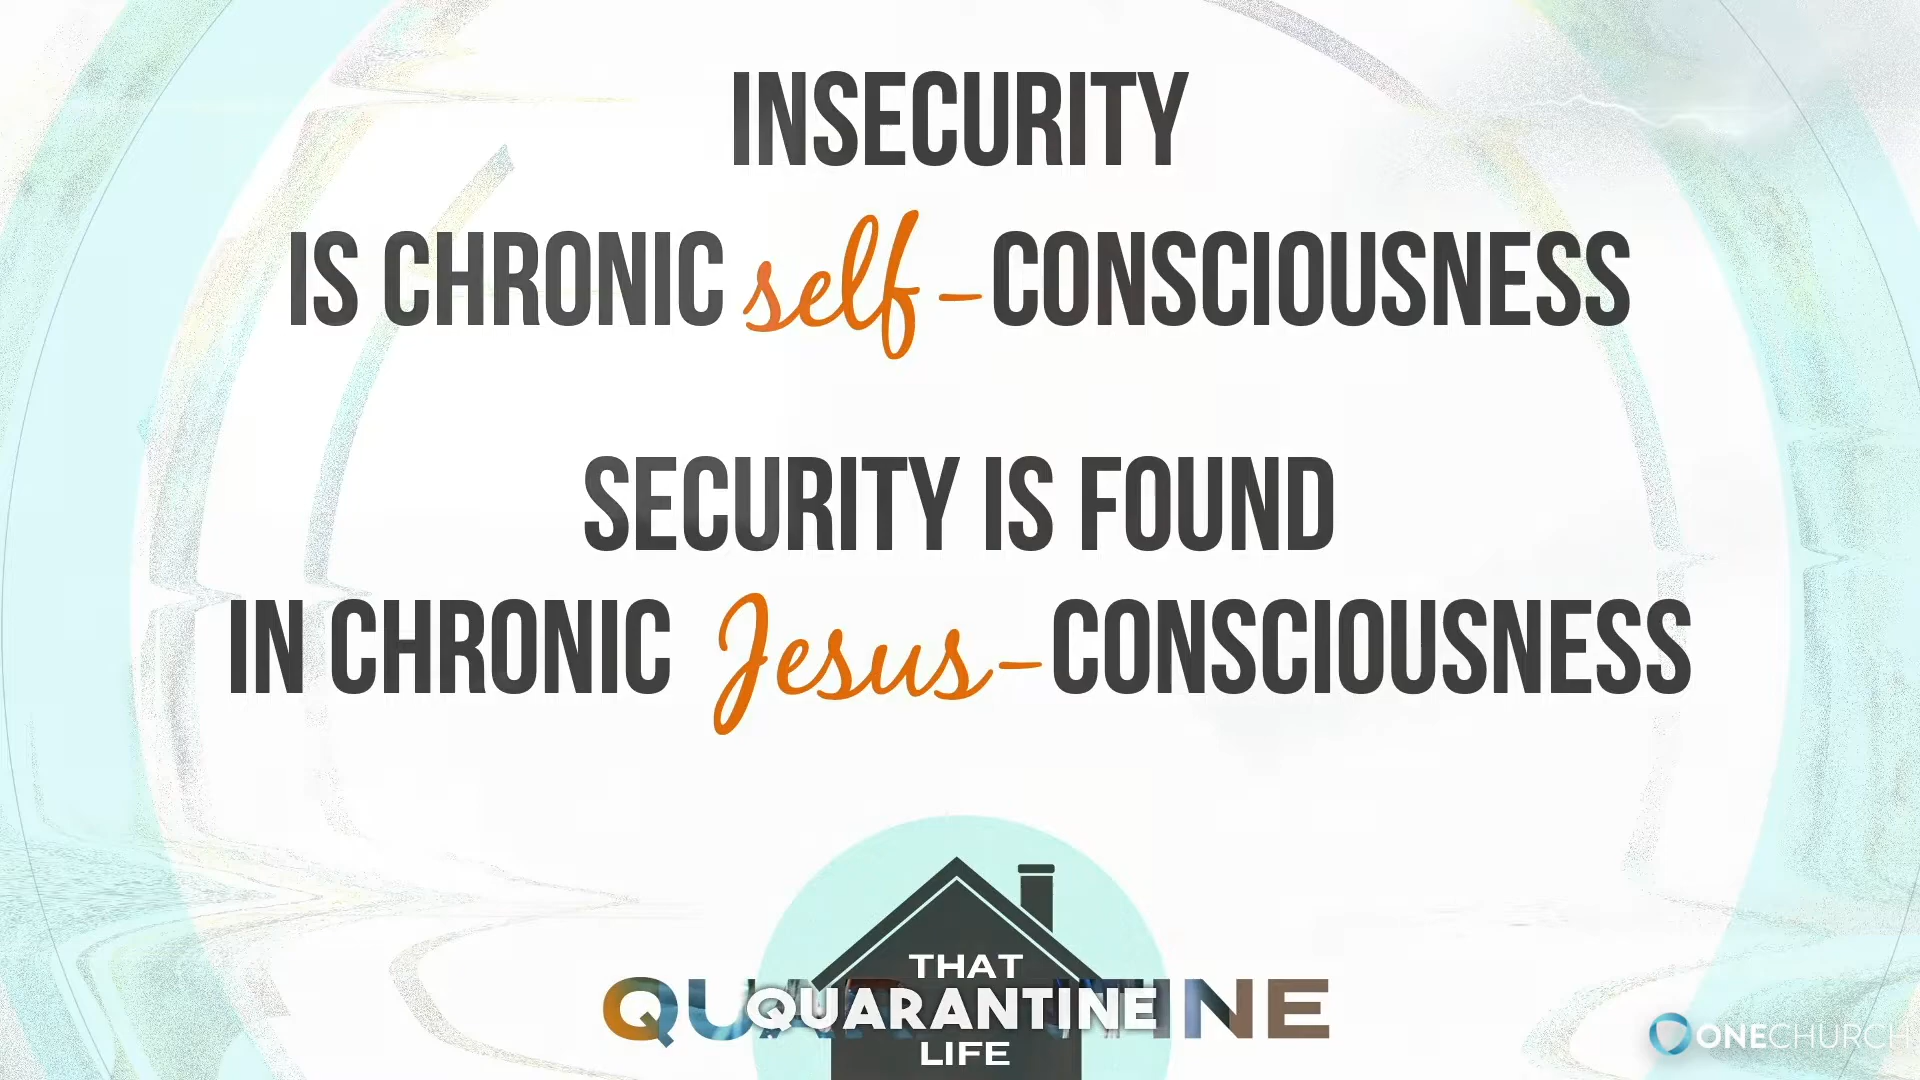 INSECURITY
IS CHRONIC self-CONSCIOUSNESS
SECURITY IS FOUND
IN CHRONIC Jesus-CONSCIOUSNESS
THAT
QUARANTINE
LIFE
ONECHURCH